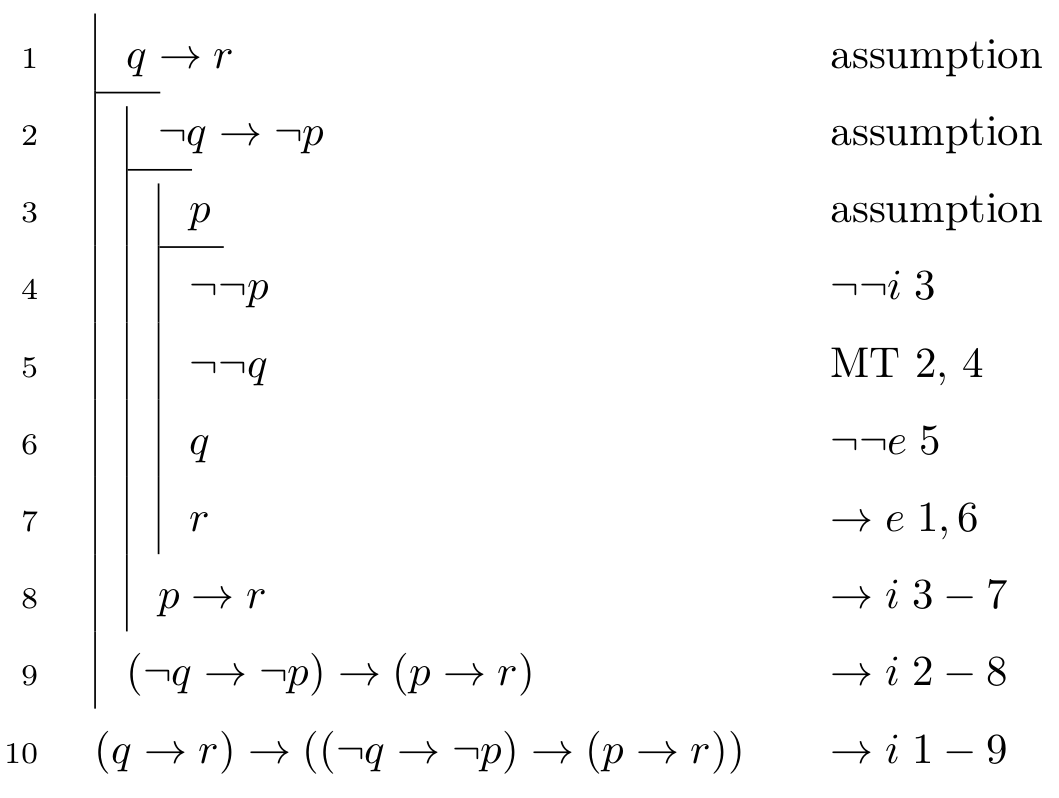 1 q → r assumption
2 ¬q → ¬p assumption
3 p assumption
4 ¬¬p ¬¬i 3
5 ¬¬q MT 2, 4
6 q ¬¬e 5
7 r → e 1, 6
8 p → r → i 3 − 7
9 (¬q → ¬p) → (p → r) → i 2 − 8
10 (q → r) → ((¬q → ¬p) → (p → r)) → i 1 − 9